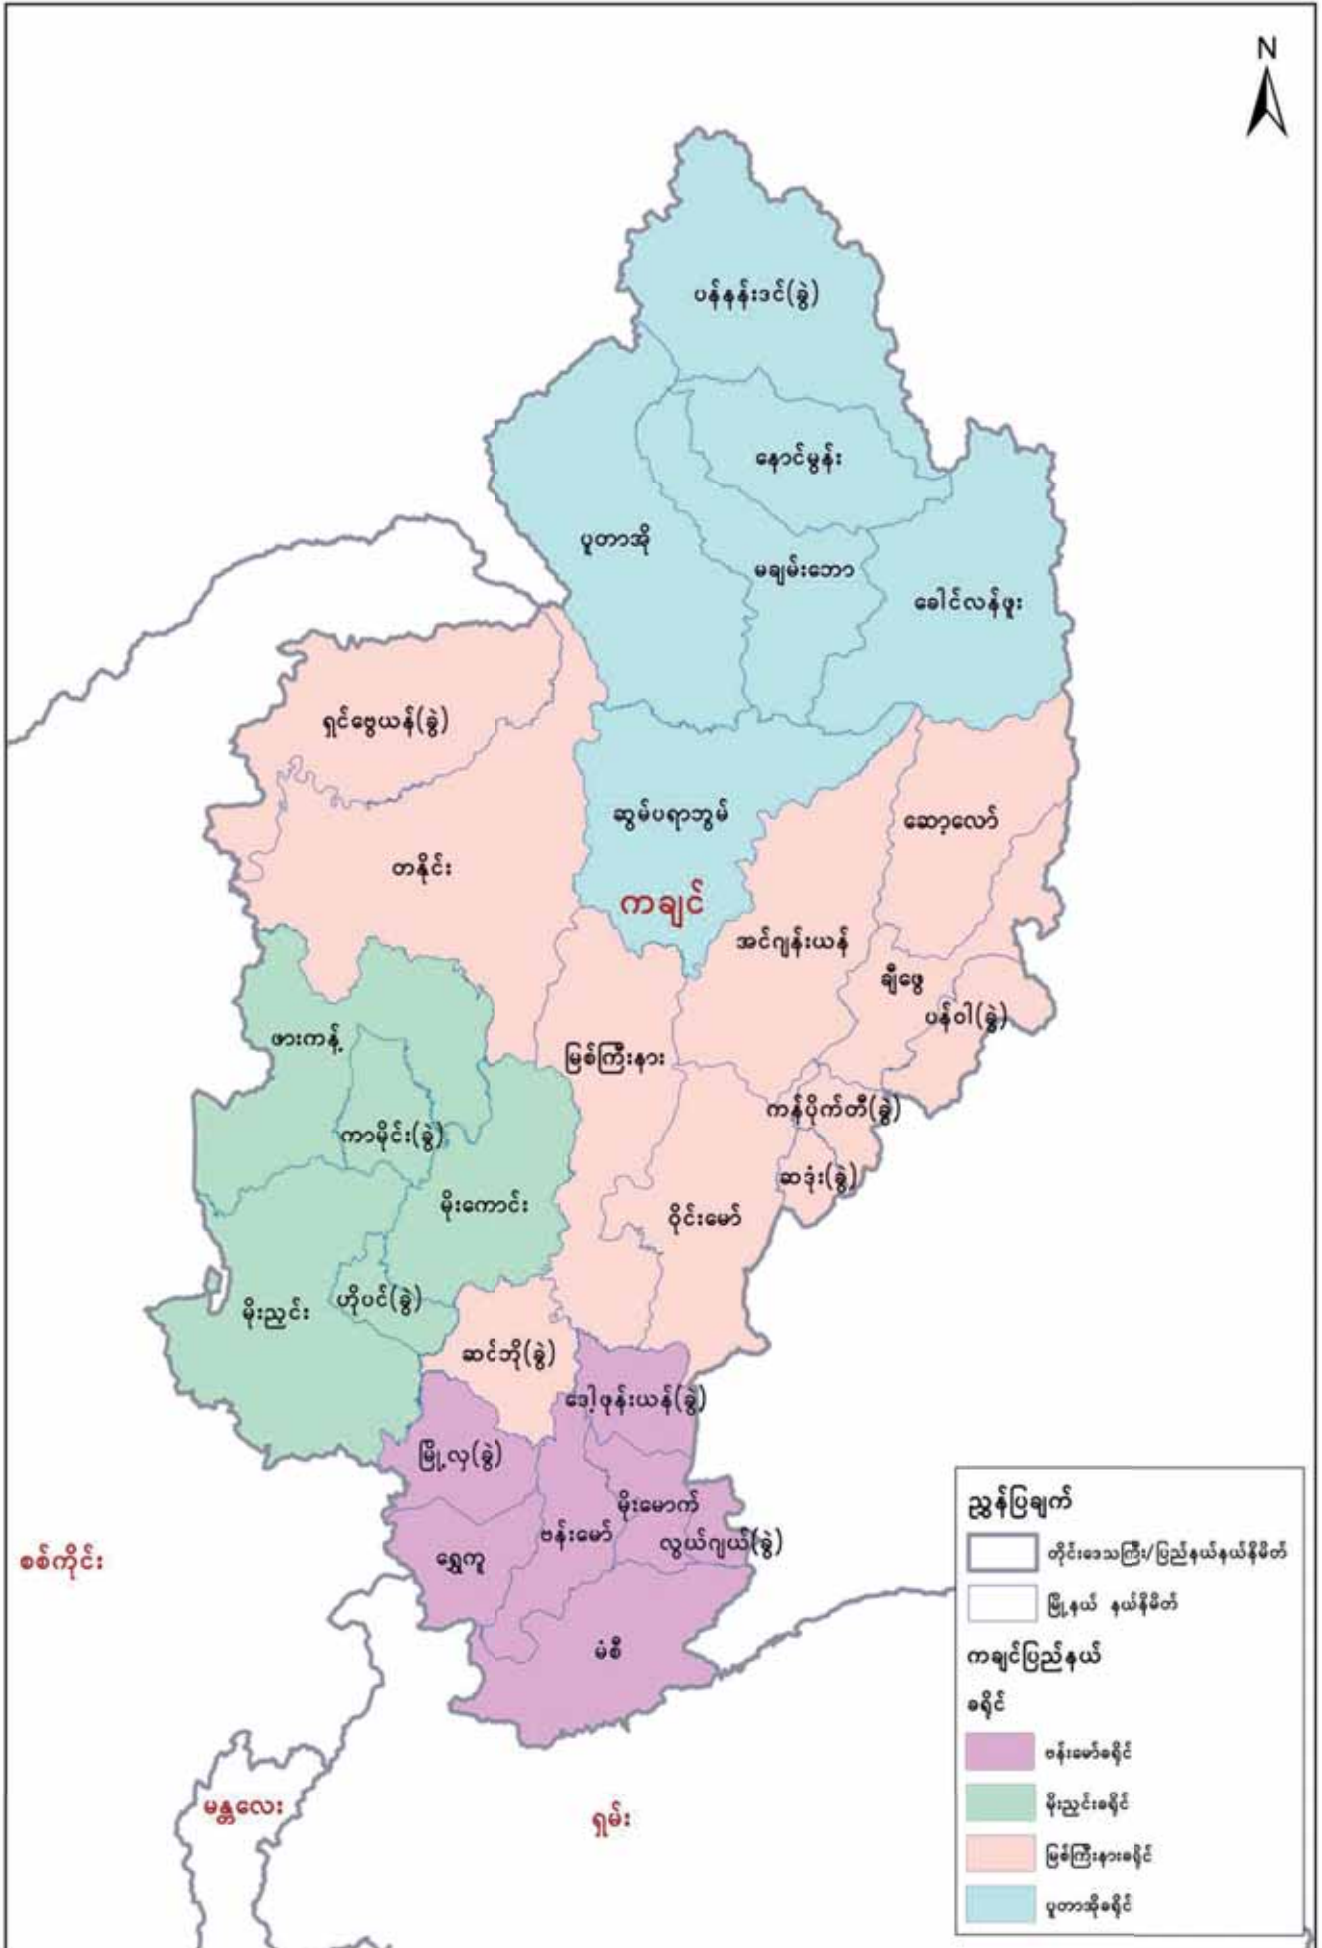 N
ပန်နန်းဒင်(ခွဲ)
နောင်မွန်း
ပူတာအို
မချမ်းဘော
ခေါင်လန်ဖူး
ရှင်ဗွေယန်(ခွဲ)
ဆွမ်ပရာဘွမ်
ဆော့လော်
တနိုင်း
ကချင်
အင်ဂျန်းယန်
ချီဖွေ
ပန်ဝါ(ခွဲ)
ဖားကန့်
မြစ်ကြီးနား
ကန်ပိုက်တီ(ခွဲ)
ကာမိုင်း(ခွဲ)
ဆဒုံး(ခွဲ)
မိုးကောင်း
ဝိုင်းမော်
ဟိုပင်(ခွဲ)
မိုးညှင်း
ဆင်ဘို(ခွဲ)
ဒေါ့ဖုန်းယန်(ခွဲ)
မြို့လှ(ခွဲ)
မိုးမောက်
ဗန်းမော်
လွယ်ဂျယ်(ခွဲ)
ရွှေကူ
စစ်ကိုင်း
မံစီ
မန္တလေး
ရှမ်း
ညွှန်ပြချက်
တိုင်းဒေသကြီး/ပြည်နယ်နယ်နိမိတ်
မြို့နယ် နယ်နိမိတ်
ကချင်ပြည်နယ်
ခရိုင်
ဗန်းမော်ခရိုင်
မိုးညှင်းခရိုင်
မြစ်ကြီးနားခရိုင်
ပူတာအိုခရိုင်